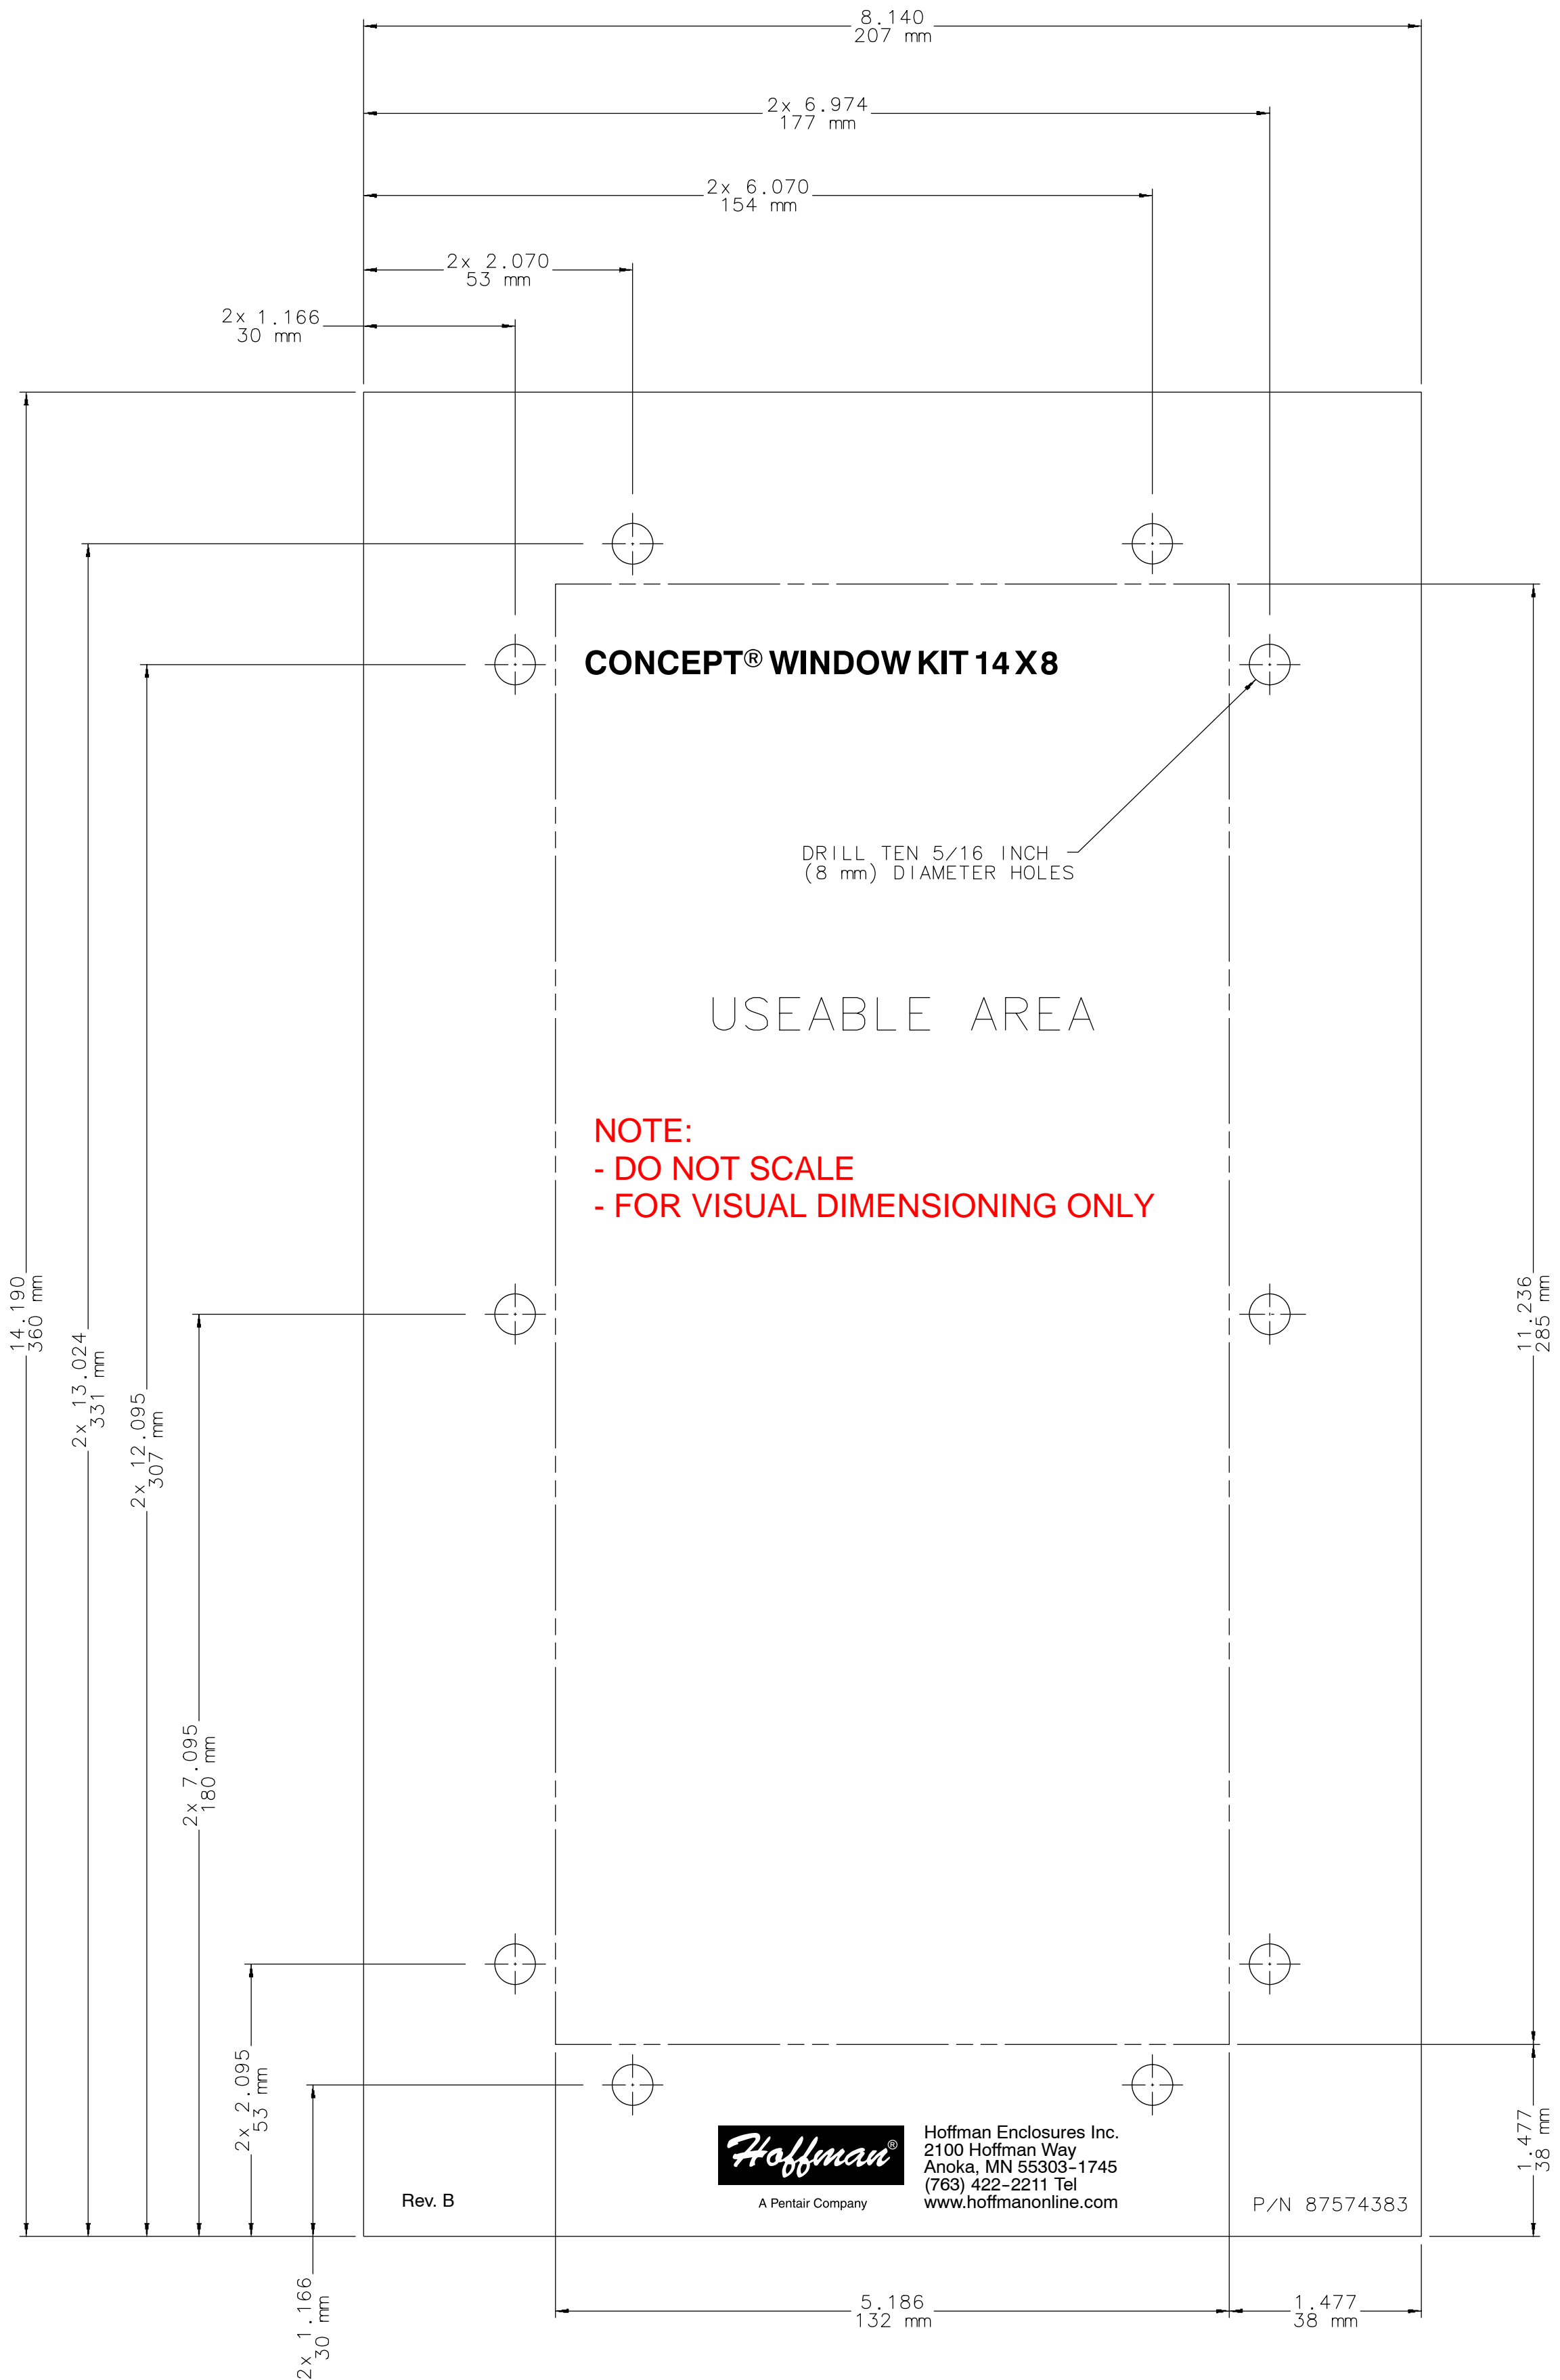 8.140
207 mm
2x 6.974
177 mm
2x 6.070
154 mm
2x 2.070
53 mm
2x 1.166
30 mm
CONCEPT® WINDOW KIT 14 X 8
DRILL TEN 5/16 INCH
(8 mm) DIAMETER HOLES
USEABLE AREA
NOTE:
- DO NOT SCALE
- FOR VISUAL DIMENSIONING ONLY
14.190
360 mm
2x 13.024
331 mm
2x 12.095
307 mm
2x 7.095
180 mm
2x 2.095
53 mm
2x 1.166
30 mm
11.236
285 mm
1.477
38 mm
Rev. B
Hoffman®
A Pentair Company
Hoffman Enclosures Inc.
2100 Hoffman Way
Anoka, MN 55303-1745
(763) 422-2211 Tel
www.hoffmanonline.com
P/N 87574383
5.186
132 mm
1.477
38 mm